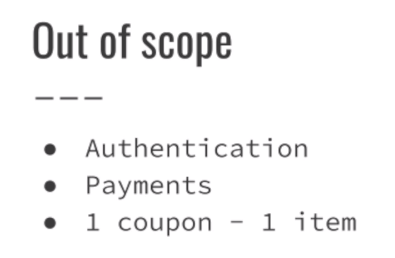 Out of scope
---
● Authentication
● Payments
● 1 coupon - 1 item